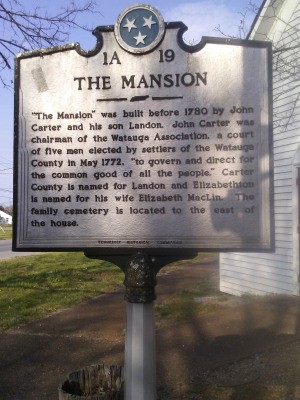 1A 19
THE MANSION
"The Mansion" was built before 1780 by John
Carter and his son Landon. John Carter was
chairman of the Watauga Association, a court
of five men elected by settlers of the Watauga
County in May 1772, "to govern and direct for
the common good of all the people." Carter
County is named for Landon and Elizabethton
is named for his wife Elizabeth MacLin. The
family cemetery is located to the east of
the house.
TENNESSEE HISTORICAL COMMISSION